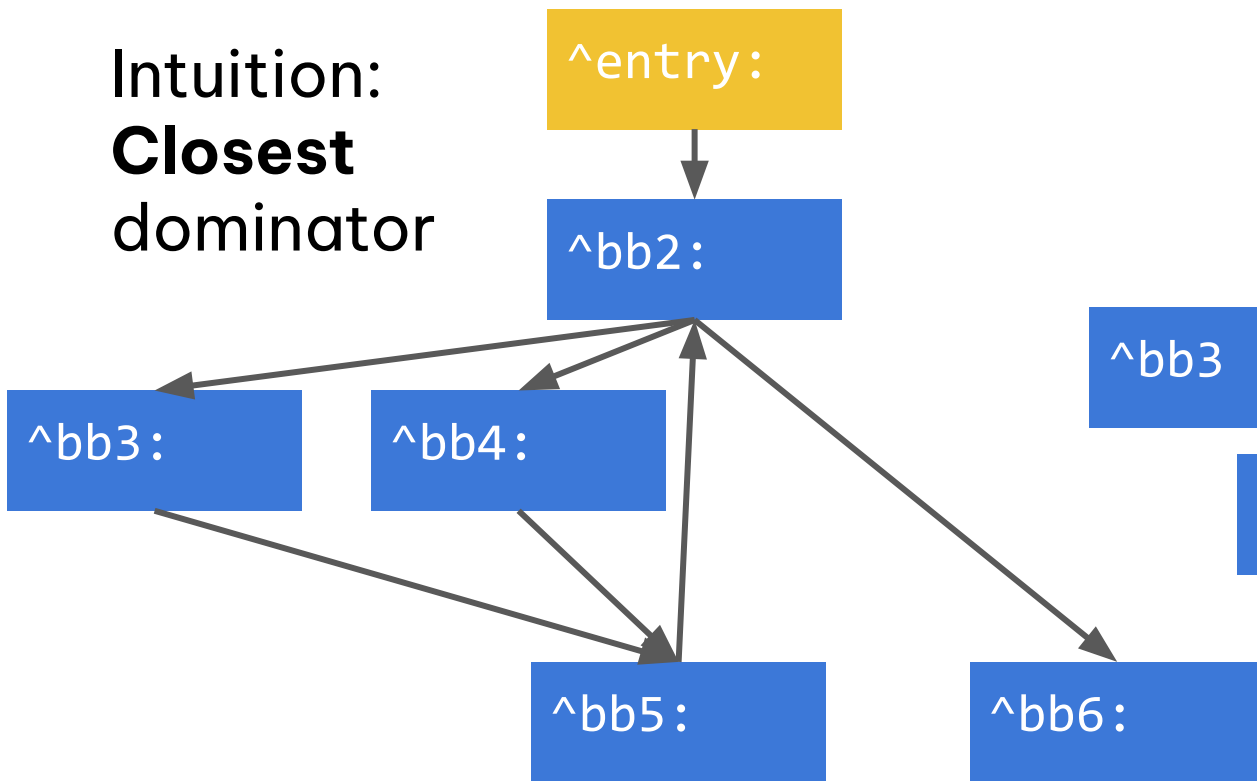 Intuition:
Closest
dominator
^entry:
^bb2:
^bb3
^bb3:
^bb4:
^bb5:
^bb6: